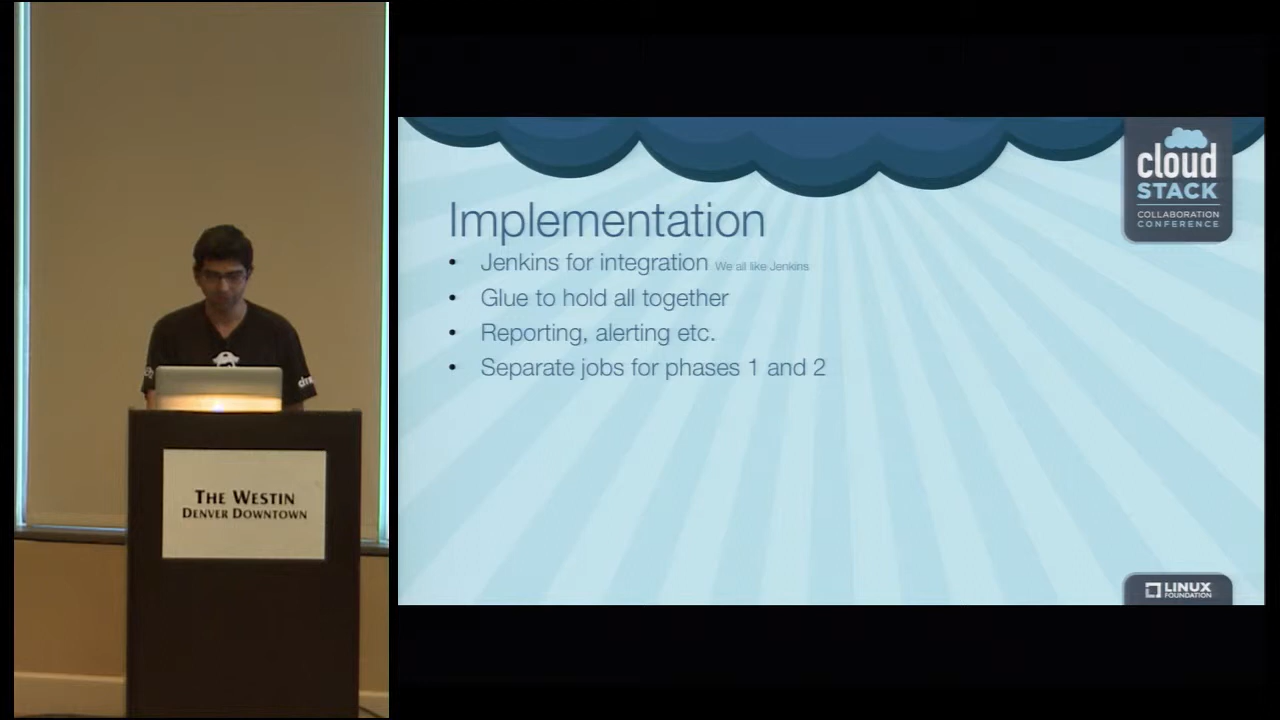 cloud
STACK
COLLABORATION
CONFERENCE
Implementation
• Jenkins for integration We all like Jenkins
• Glue to hold all together
• Reporting, alerting etc.
• Separate jobs for phases 1 and 2
THE WESTIN
DENVER DOWNTOWN
LINUX
FOUNDATION